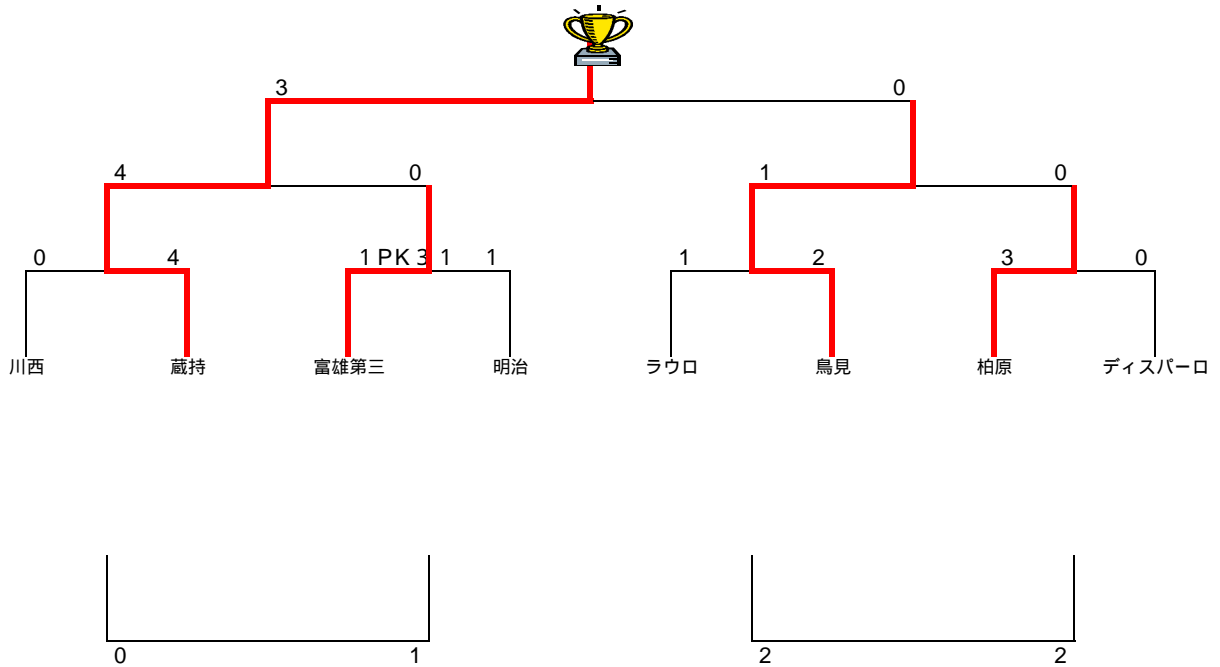 3 0
4 0 1 0
0 4 1 PK 3 1 1 1 2 3 0
川西 蔵持 富雄第三 明治 ラウロ 鳥見 柏原 ディスパーロ
0 1 2 2